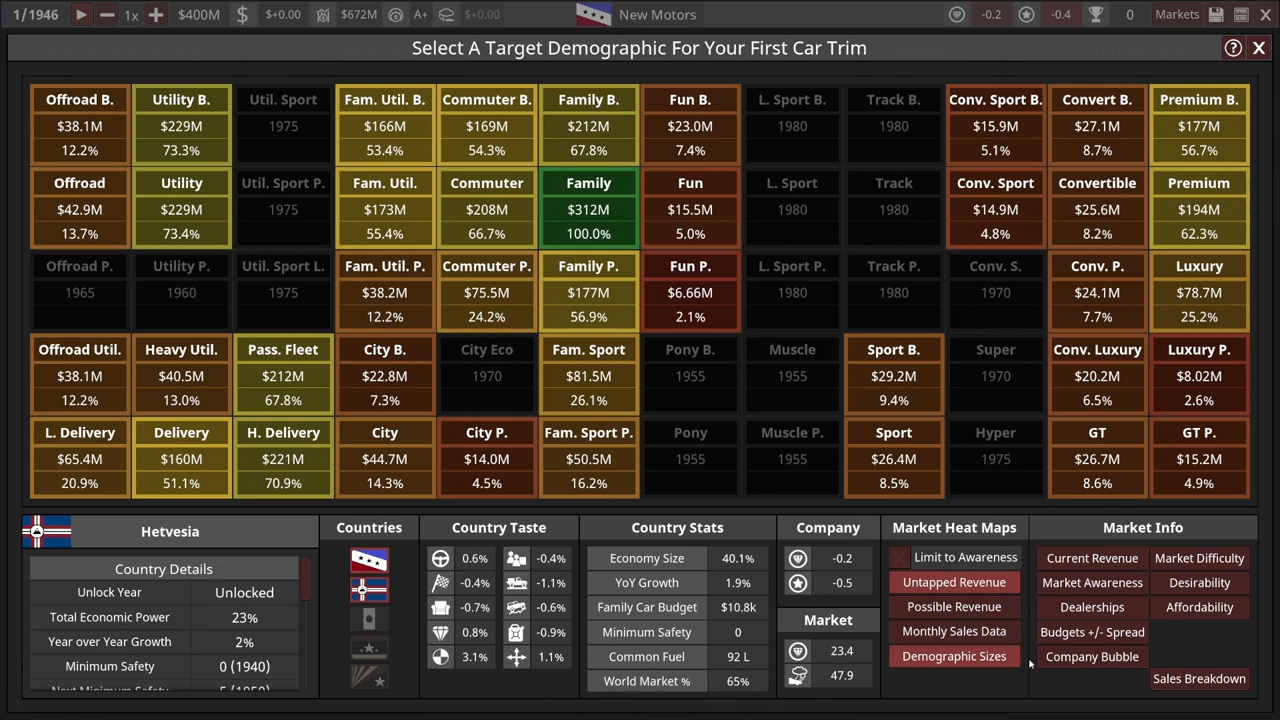 1/1946 1x $400M $ $+0.00 $672M A+ $+0.00 New Motors -0.2 -0.4 0 Markets
Select A Target Demographic For Your First Car Trim
Offroad B. Utility B. Util. Sport Fam. Util. B. Commuter B. Family B. Fun B. L. Sport B. Track B. Conv. Sport B. Convert B. Premium B.
$38.1M $229M 1975 $166M $169M $212M $23.0M 1980 1980 $15.9M $27.1M $177M
12.2% 73.3% 53.4% 54.3% 67.8% 7.4% 5.1% 8.7% 56.7%
Offroad Utility Util. Sport P. Fam. Util. Commuter Family Fun L. Sport Track Conv. Sport Convertible Premium
$42.9M $229M 1975 $173M $208M $312M $15.5M 1980 1980 $14.9M $25.6M $194M
13.7% 73.4% 55.4% 66.7% 100.0% 5.0% 4.8% 8.2% 62.3%
Offroad P. Utility P. Util. Sport L. Fam. Util. P. Commuter P. Family P. Fun P. L. Sport P. Track P. Conv. S. Conv. P. Luxury
1965 1960 1975 $38.2M $75.5M $177M $6.66M 1980 1980 1970 $24.1M $78.7M
12.2% 24.2% 56.9% 2.1% 7.7% 25.2%
Offroad Util. Heavy Util. Pass. Fleet City B. City Eco Fam. Sport Pony B. Muscle Sport B. Super Conv. Luxury Luxury P.
$38.1M $40.5M $212M $22.8M 1970 $81.5M 1955 1955 $29.2M 1970 $20.2M $8.02M
12.2% 13.0% 67.8% 7.3% 26.1% 9.4% 6.5% 2.6%
L. Delivery Delivery H. Delivery City City P. Fam. Sport P. Pony Muscle P. Sport Hyper GT GT P.
$65.4M $160M $221M $44.7M $14.0M $50.5M 1955 1955 $26.4M 1975 $26.7M $15.2M
20.9% 51.1% 70.9% 14.3% 4.5% 16.2% 8.5% 8.6% 4.9%
Hetvesia Countries Country Taste Country Stats Company Market Heat Maps Market Info
Country Details 0.6% -0.4% Economy Size 40.1% -0.2 Limit to Awareness Current Revenue Market Difficulty
Unlock Year Unlocked -0.4% -1.1% YoY Growth 1.9% -0.5 Untapped Revenue Market Awareness Desirability
Total Economic Power 23% -0.7% -0.6% Family Car Budget $10.8k Market Possible Revenue Dealerships Affordability
Year over Year Growth 2% 0.8% -0.9% Minimum Safety 0 23.4 Monthly Sales Data Budgets +/- Spread
Minimum Safety 0 (1940) 3.1% 1.1% Common Fuel 92 L 47.9 Demographic Sizes Company Bubble
Next Minimum Safety 5 (1950) World Market % 65% Sales Breakdown